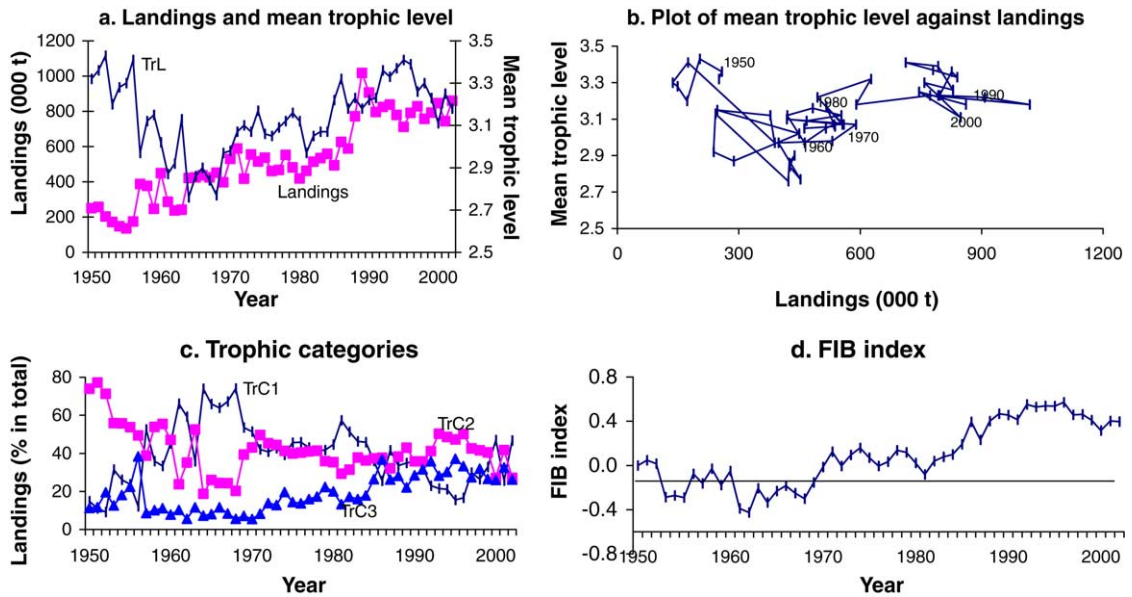 a. Landings and mean trophic level
Landings (000 t)
1200
1000
800
600
400
200
0
TrL
Landings
3.5
3.3
3.1
2.9
2.7
2.5
Mean trophic level
1950 1960 1970 1980 1990 2000
Year
b. Plot of mean trophic level against landings
Mean trophic level
3.5
3.3
3.1
2.9
2.7
2.5
1950
1980
1990
1970
2000
1960
0 300 600 900 1200
Landings (000 t)
c. Trophic categories
Landings (% in total)
80
60
40
20
0
TrC1
TrC2
TrC3
1950 1960 1970 1980 1990 2000
Year
d. FIB index
FIB index
0.8
0.4
0.0
-0.4
-0.8
1950 1960 1970 1980 1990 2000
Year